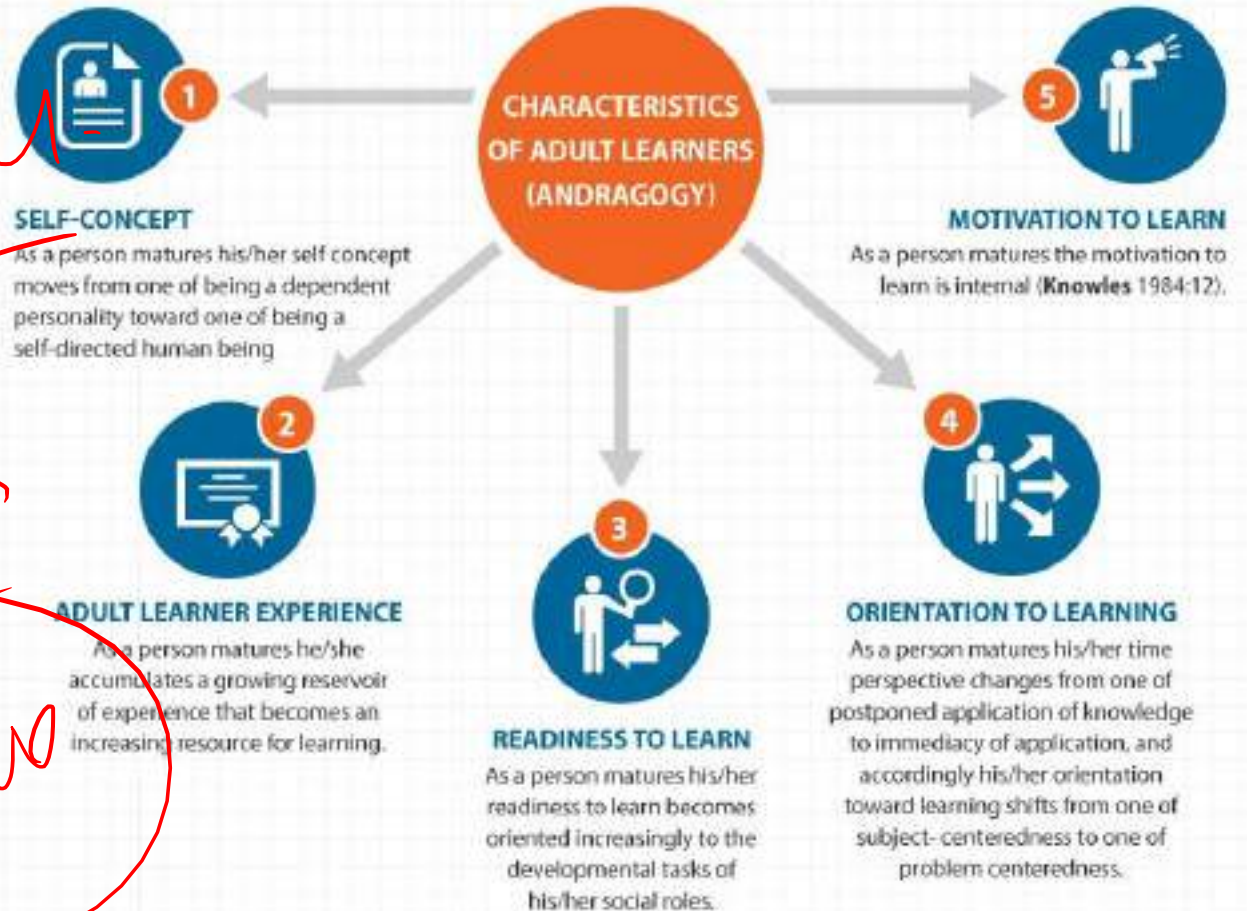 CHARACTERISTICS
OF ADULT LEARNERS
(ANDRAGOGY)
1
SELF-CONCEPT
As a person matures his/her self concept
moves from one of being a dependent
personality toward one of being a
self-directed human being
2
ADULT LEARNER EXPERIENCE
As a person matures he/she
accumulates a growing reservoir
of experience that becomes an
increasing resource for learning.
3
READINESS TO LEARN
As a person matures his/her
readiness to learn becomes
oriented increasingly to the
developmental tasks of
his/her social roles.
4
ORIENTATION TO LEARNING
As a person matures his/her time
perspective changes from one of
postponed application of knowledge
to immediacy of application, and
accordingly his/her orientation
toward learning shifts from one of
subject- centeredness to one of
problem centeredness.
5
MOTIVATION TO LEARN
As a person matures the motivation to
learn is internal (Knowles 1984:12).